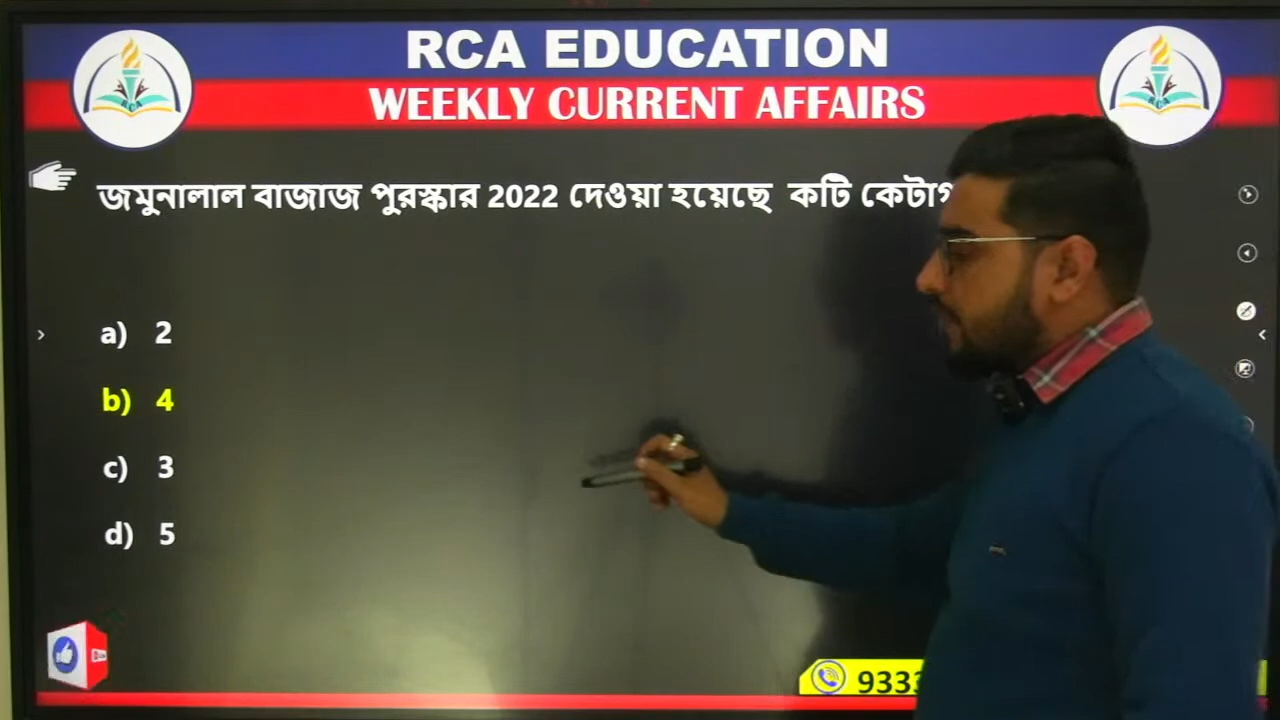 RCA EDUCATION
WEEKLY CURRENT AFFAIRS
জমুনালাল বাজাজ পুরস্কার 2022 দেওয়া হয়েছে কটি
a) 2
b) 4
c) 3
d) 5